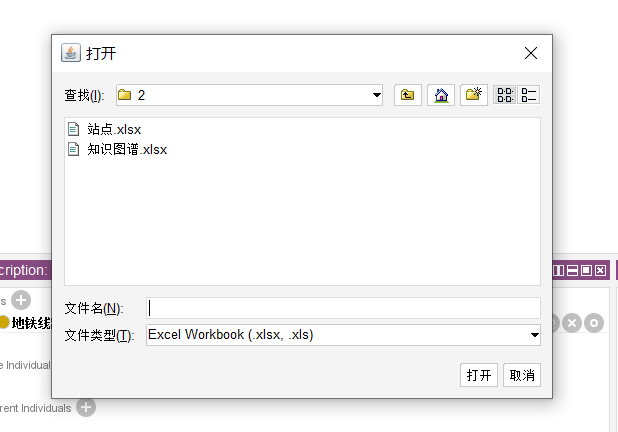 打开
查找(I): 2
站点.xlsx
知识图谱.xlsx
cription:
s
文件名(N):
地铁线
文件类型(T): Excel Workbook (.xlsx, .xls)
e Individual
打开 取消
rent Individuals